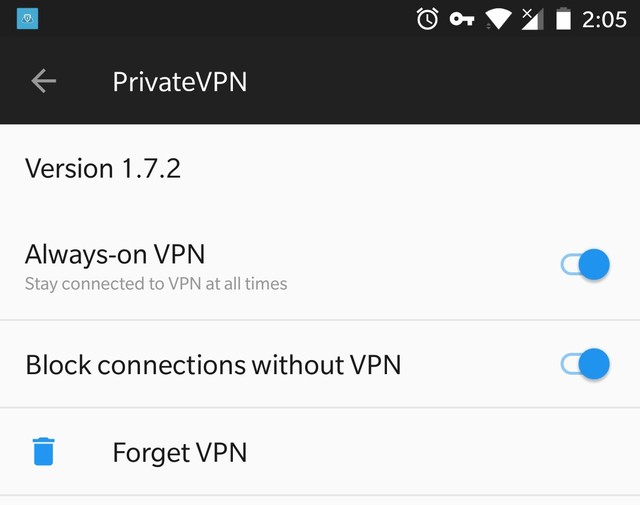 2:05
PrivateVPN
Version 1.7.2
Always-on VPN
Stay connected to VPN at all times
Block connections without VPN
Forget VPN